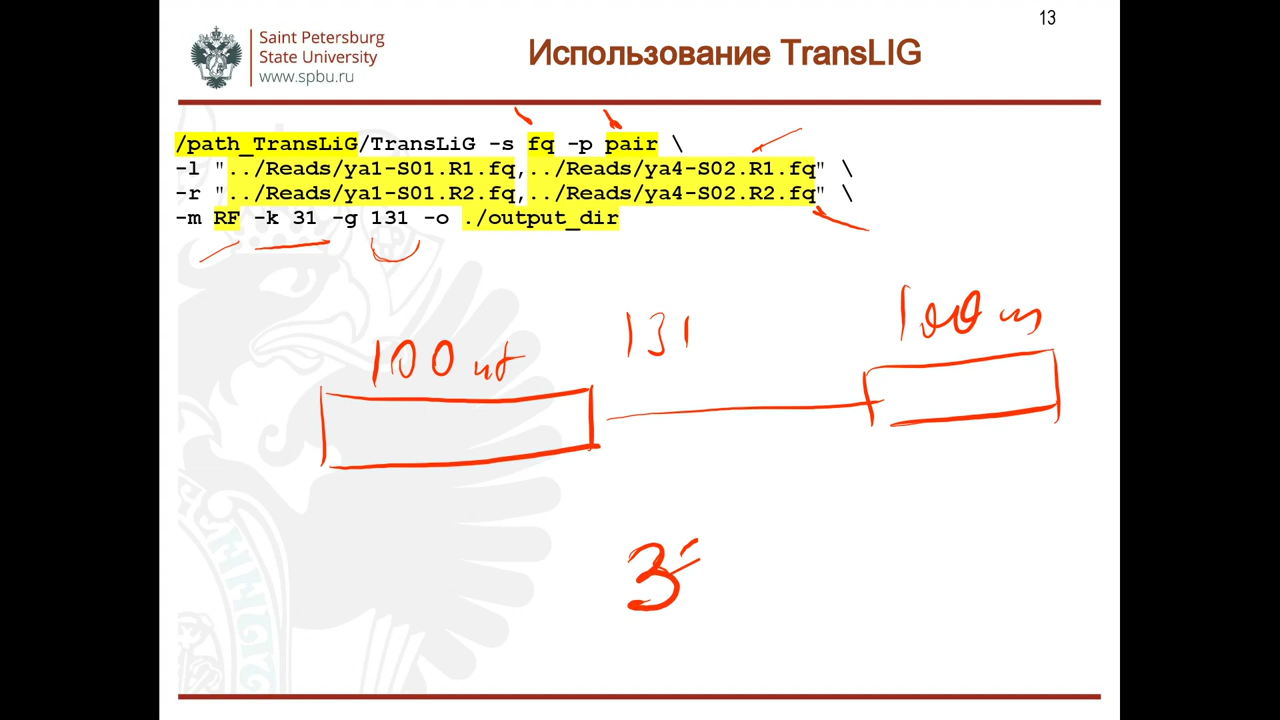 13
Saint Petersburg
State University
www.spbu.ru
Использование TransLIG
/path_TransLiG/TransLiG -s fq -p pair \
-l "../Reads/ya1-S01.R1.fq,../Reads/ya4-S02.R1.fq" \
-r "../Reads/ya1-S01.R2.fq,../Reads/ya4-S02.R2.fq" \
-m RF -k 31 -g 131 -o ./output_dir
100 nt
131
100